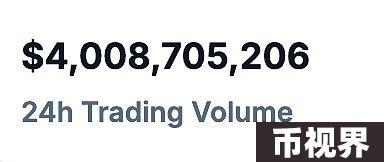 $4,008,705,206
24h Trading Volume
币视界